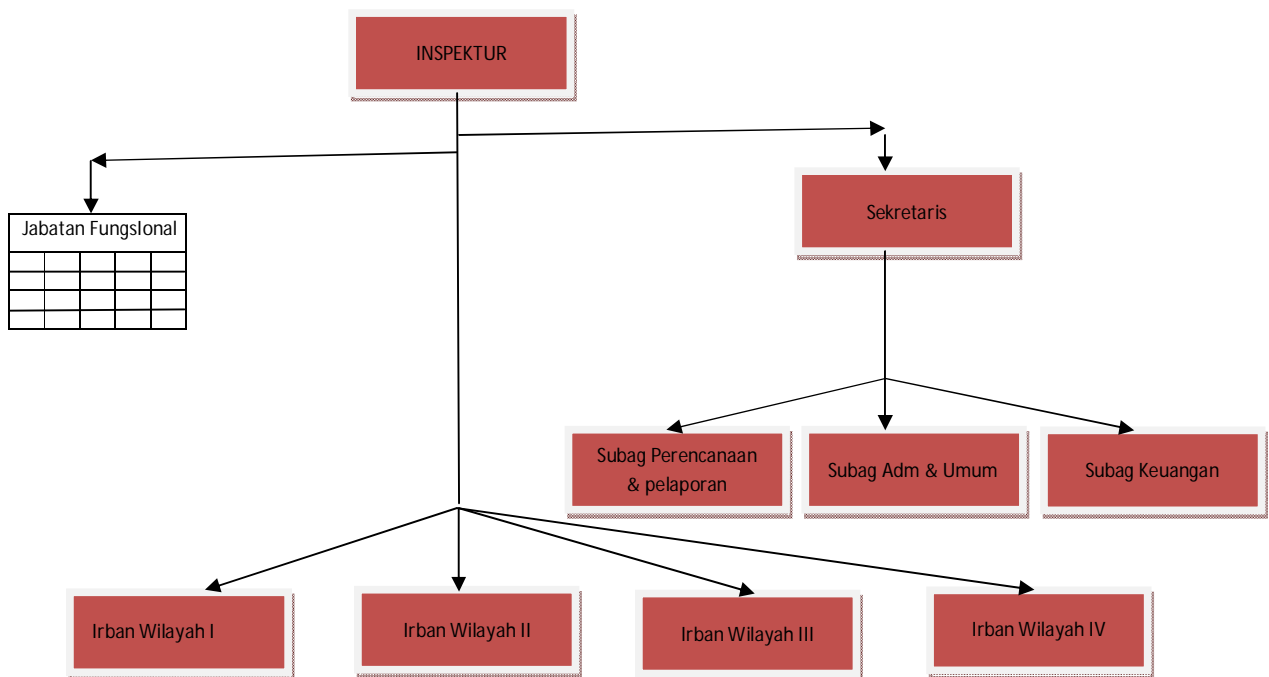 INSPEKTUR
Sekretaris
Jabatan FungsIonal
Subag Perencanaan
& pelaporan
Subag Adm & Umum
Subag Keuangan
Irban Wilayah I
Irban Wilayah II
Irban Wilayah III
Irban Wilayah IV